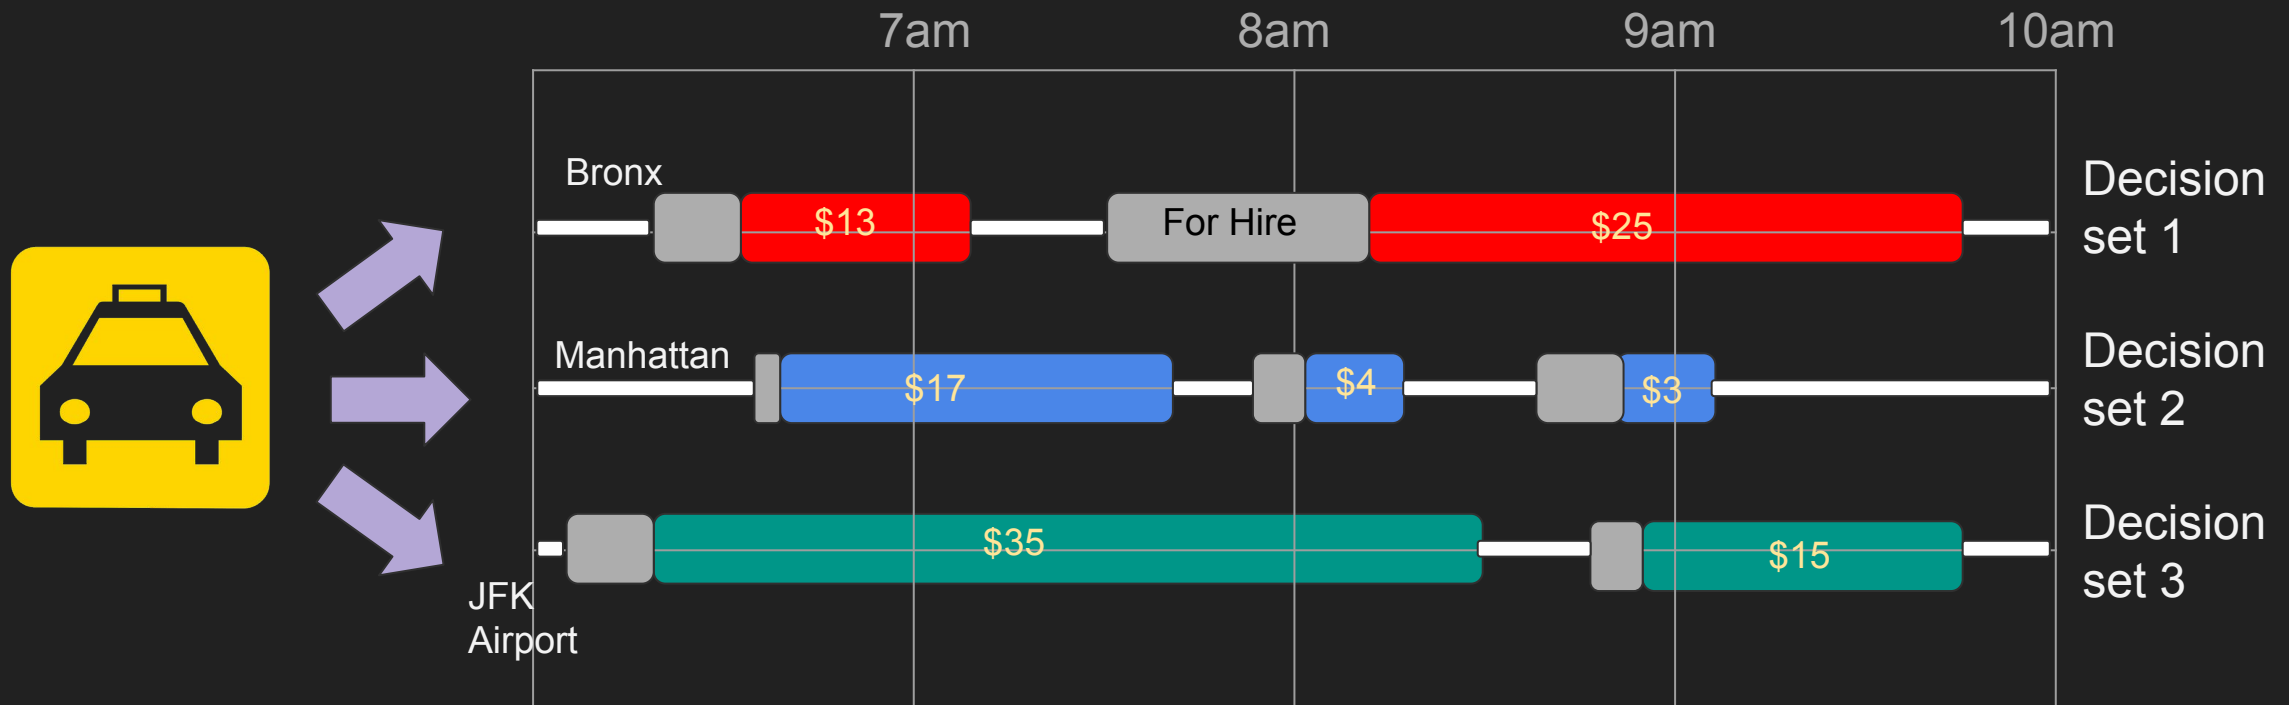 7am
8am
9am
10am
Bronx
$13
For Hire
$25
Decision
set 1
Manhattan
$17
$4
$3
Decision
set 2
$35
$15
Decision
set 3
JFK
Airport